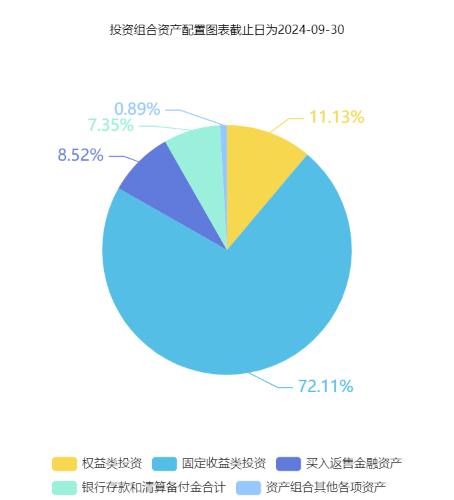 投资组合资产配置图表截止日为2024-09-30
0.89%
11.13%
7.35%
8.52%
72.11%
权益类投资 固定收益类投资 买入返售金融资产
银行存款和清算备付金合计 资产组合其他各项资产